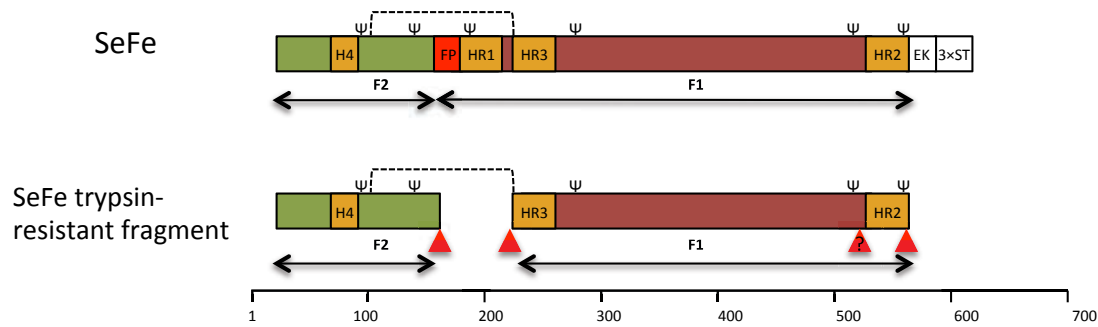 Ψ Ψ Ψ Ψ Ψ Ψ
SeFe H4 FP HR1 HR3 HR2 EK 3×ST
F2 F1
Ψ Ψ Ψ Ψ Ψ
SeFe trypsin-
resistant fragment H4 HR3 HR2
F2 F1 ?
1 100 200 300 400 500 600 700